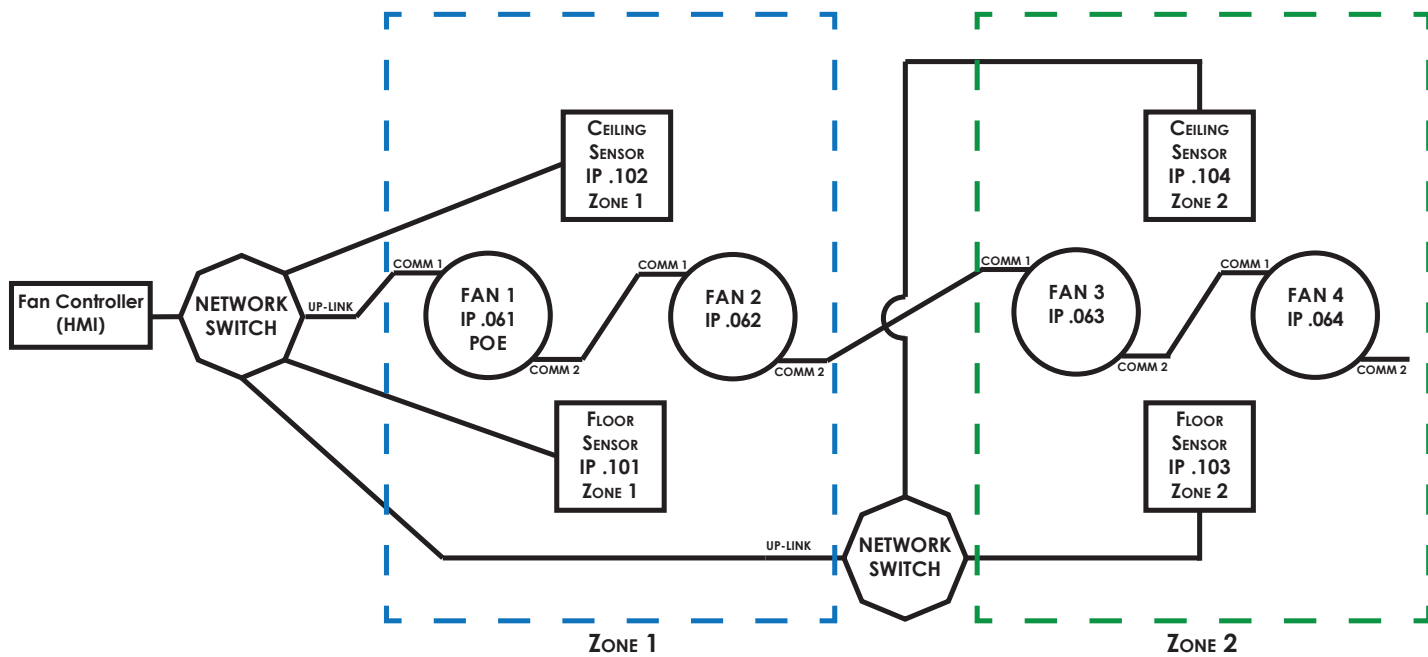 Fan Controller
(HMI)
NETWORK
SWITCH
UP-LINK
Ceiling
Sensor
IP .102
Zone 1
COMM 1
FAN 1
IP .061
POE
COMM 2
COMM 1
FAN 2
IP .062
COMM 2
Floor
Sensor
IP .101
Zone 1
UP-LINK
NETWORK
SWITCH
Zone 1
Ceiling
Sensor
IP .104
Zone 2
COMM 1
FAN 3
IP .063
COMM 2
COMM 1
FAN 4
IP .064
COMM 2
Floor
Sensor
IP .103
Zone 2
Zone 2